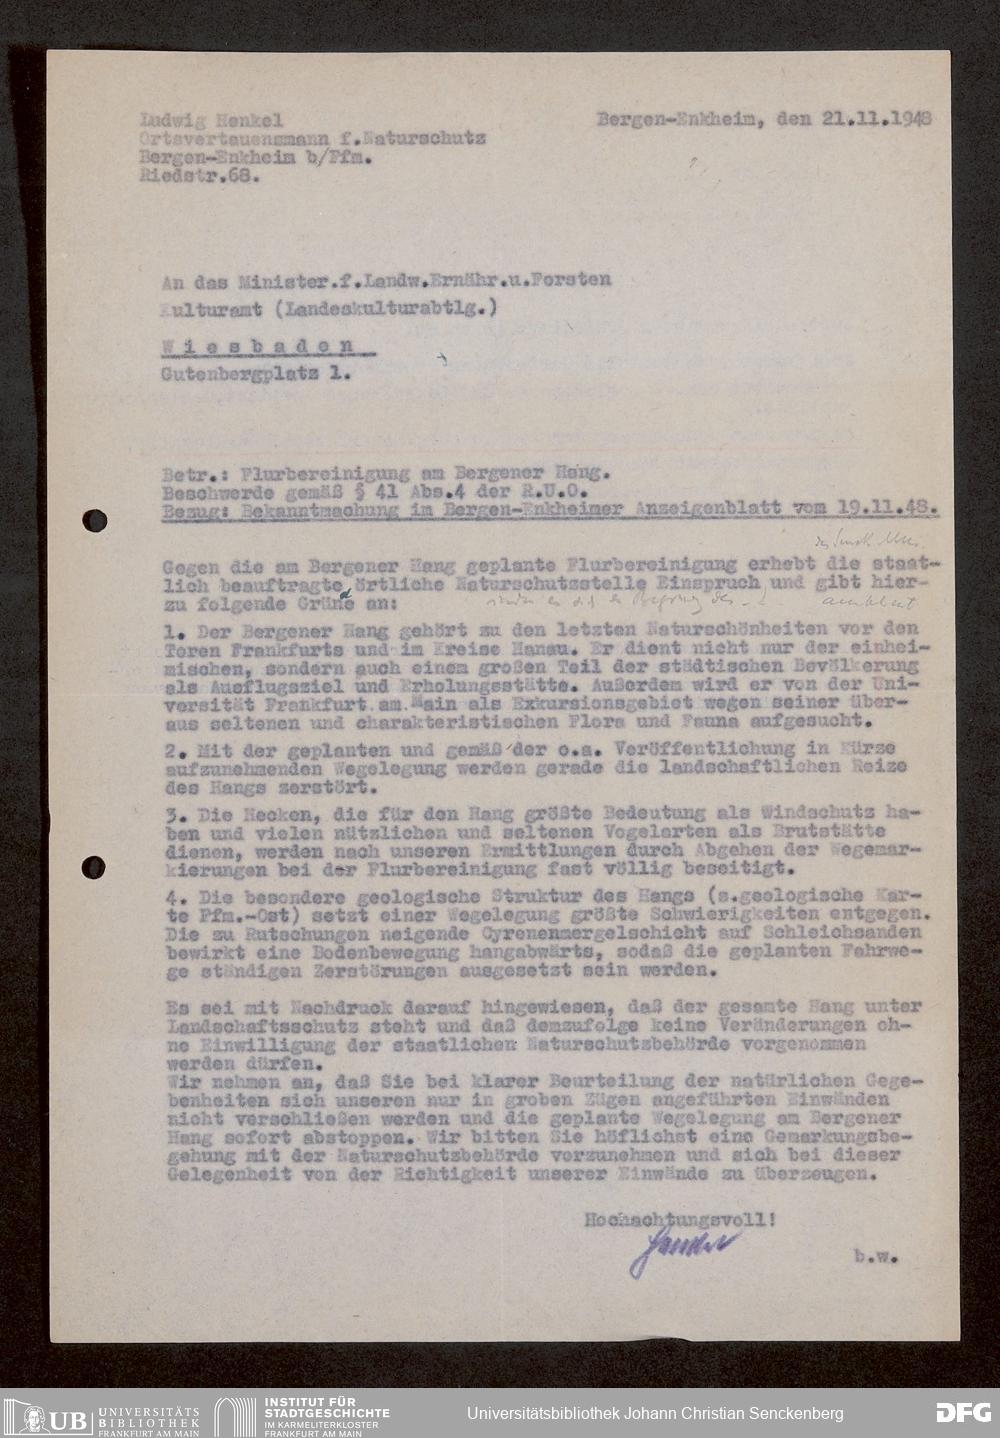 Ludwig Henkel
Ortsvertauensmann f.Naturschutz
Bergen-Enkheim b/Ffm.
Riedstr.68.
Bergen-Enkheim, den 21.11.1948
An das Minister.f.Landw.Ernähr.u.Forsten
Kulturamt (Landeskulturabtlg.)
W i e s b a d e n
Gutenbergplatz 1.
Betr.: Flurbereinigung am Bergener Hang.
Beschwerde gemäß § 41 Abs.4 der R.U.O.
Bezug: Bekanntmachung im Bergen-Enkheimer Anzeigenblatt vom 19.11.48.
Gegen die am Bergener Hang geplante Flurbereinigung erhebt die staat-
lich beauftragte örtliche Naturschutzstelle Einspruch und gibt hier-
zu folgende Gründe an:
1. Der Bergener Hang gehört zu den letzten Naturschönheiten vor den
Toren Frankfurts und im Kreise Hanau. Er dient nicht nur der einhei-
mischen, sondern auch einem großen Teil der städtischen Bevölkerung
als Ausflugsziel und Erholungsstätte. Außerdem wird er von der Uni-
versität Frankfurt am Main als Exkursionsgebiet wegen seiner über-
aus seltenen und charakteristischen Flora und Fauna aufgesucht.
2. Mit der geplanten und gemäß der o.a. Veröffentlichung in Kürze
aufzunehmenden Wegelegung werden gerade die landschaftlichen Reize
des Hangs zerstört.
3. Die Hecken, die für den Hang größte Bedeutung als Windschutz ha-
ben und vielen nützlichen und seltenen Vogelarten als Brutstätte
dienen, werden nach unseren Ermittlungen durch Abgehen der Wegemar-
kierungen bei der Flurbereinigung fast völlig beseitigt.
4. Die besondere geologische Struktur des Hangs (s.geologische Kar-
te Ffm.-Ost) setzt einer Wegelegung größte Schwierigkeiten entgegen.
Die zu Rutschungen neigende Cyrenenmergelschicht auf Schleichsanden
bewirkt eine Bodenbewegung hangabwärts, sodaß die geplanten Fahrwe-
ge ständigen Zerstörungen ausgesetzt sein werden.
Es sei mit Nachdruck darauf hingewiesen, daß der gesamte Hang unter
Landschaftsschutz steht und daß demzufolge keine Veränderungen oh-
ne Einwilligung der staatlichen Naturschutzbehörde vorgenommen
werden dürfen.
Wir nehmen an, daß Sie bei klarer Beurteilung der natürlichen Gege-
benheiten sich unseren nur in groben Zügen angeführten Einwänden
nicht verschließen werden und die geplante Wegelegung am Bergener
Hang sofort abstoppen. Wir bitten Sie höflichst eine Gemarkungsbe-
gehung mit der Naturschutzbehörde vorzunehmen und sich bei dieser
Gelegenheit von der Richtigkeit unserer Einwände zu überzeugen.
Hochachtungsvoll!
Henkel
b.w.
UB UNIVERSITÄTS
BIBLIOTHEK
FRANKFURT AM MAIN
INSTITUT FÜR
STADTGESCHICHTE
IM KARMELITERKLOSTER
FRANKFURT AM MAIN
Universitätsbibliothek Johann Christian Senckenberg
DFG